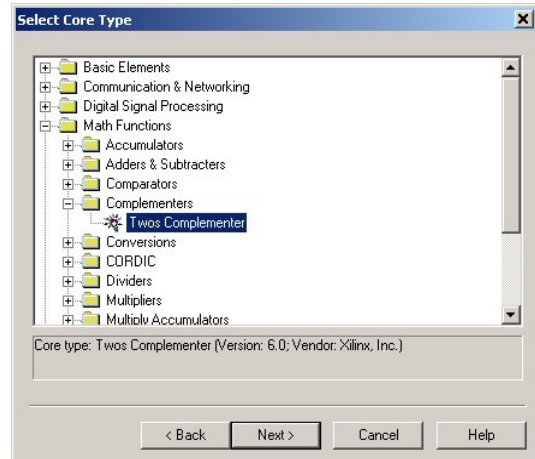 Select Core Type
Basic Elements
Communication & Networking
Digital Signal Processing
Math Functions
Accumulators
Adders & Subtracters
Comparators
Complementers
Twos Complementer
Conversions
CORDIC
Dividers
Multipliers
Multiply Accumulators
Core type: Twos Complementer (Version: 6.0; Vendor: Xilinx, Inc.)
< Back Next > Cancel Help